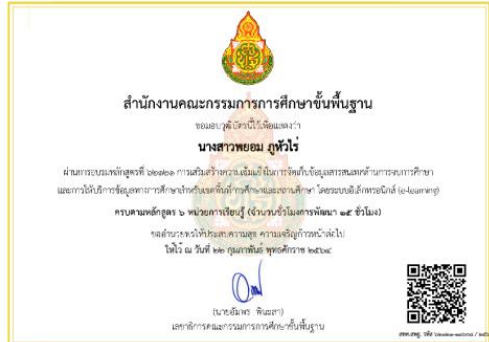 สำนักงานคณะกรรมการการศึกษาขั้นพื้นฐาน
ขอมอบวุฒิบัตรนี้ไว้เพื่อแสดงว่า
นางสาวพยอม ภูหัวไร่
ผ่านการอบรมหลักสูตรที่ การเสริมสร้างความเข้มแข็งในการจัดเก็บข้อมูลสารสนเทศด้านการจบการศึกษา
และการให้บริการข้อมูลทางการศึกษาสำหรับเขตพื้นที่การศึกษาและสถานศึกษา โดยระบบอิเล็กทรอนิกส์ (e-learning)
ครบตามหลักสูตร ๖ หน่วยการเรียนรู้ (จำนวนชั่วโมงการพัฒนา ๑๕ ชั่วโมง)
ขออำนวยพรให้ประสบความสุข ความเจริญก้าวหน้าต่อไป
ให้ไว้ ณ วันที่ ๒๒ กุมภาพันธ์ พุทธศักราช
(นายอัมพร พินะสา)
เลขาธิการคณะกรรมการการศึกษาขั้นพื้นฐาน